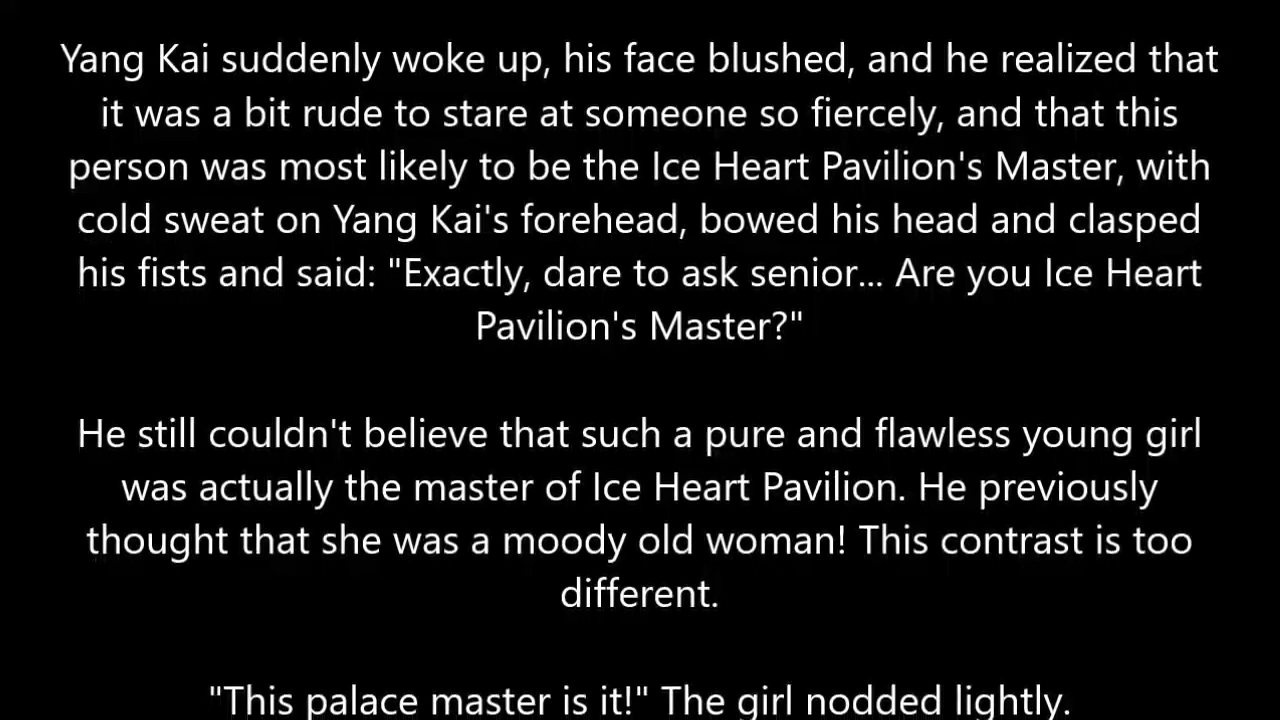 Yang Kai suddenly woke up, his face blushed, and he realized that
it was a bit rude to stare at someone so fiercely, and that this
person was most likely to be the Ice Heart Pavilion's Master, with
cold sweat on Yang Kai's forehead, bowed his head and clasped
his fists and said: "Exactly, dare to ask senior... Are you Ice Heart
Pavilion's Master?"
He still couldn't believe that such a pure and flawless young girl
was actually the master of Ice Heart Pavilion. He previously
thought that she was a moody old woman! This contrast is too
different.
"This palace master is it!" The girl nodded lightly.